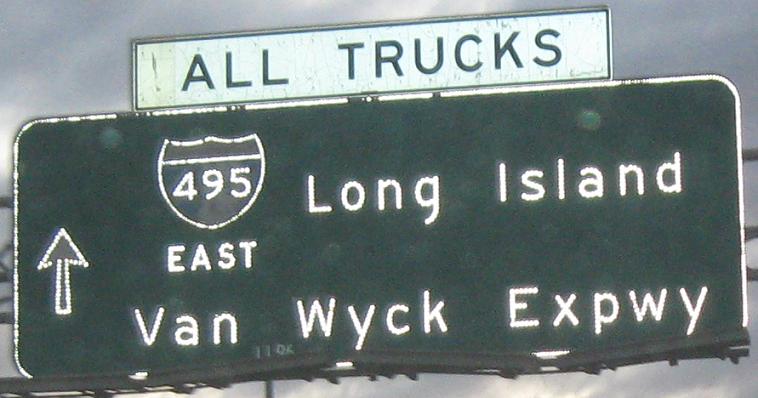 ALL TRUCKS
495 Long Island
EAST
Van Wyck Expwy